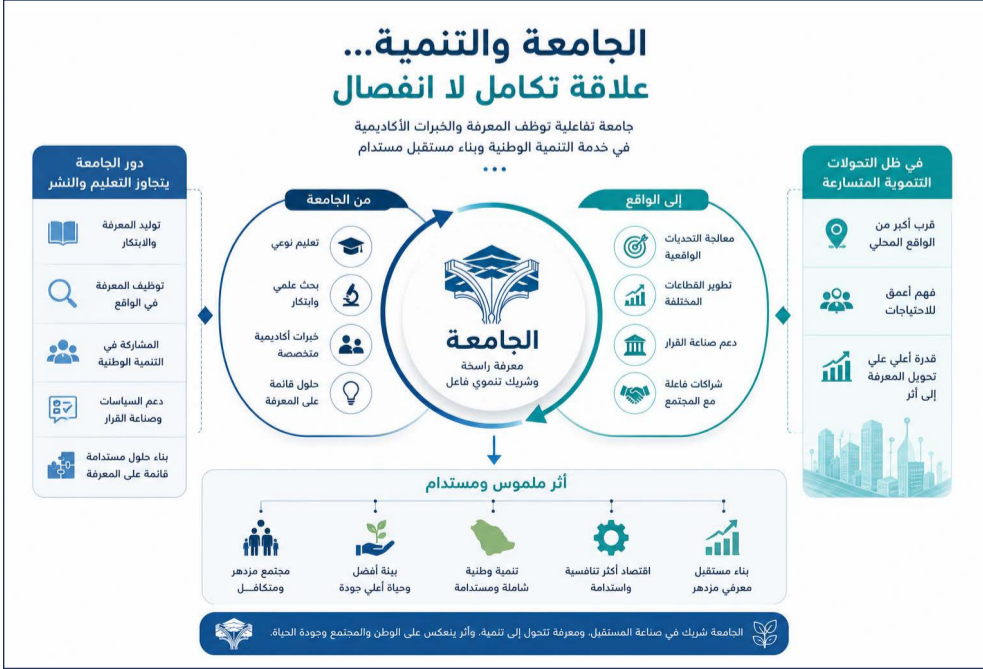 الجامعة والتنمية...
علاقة تكامل لا انفصال
جامعة تفاعلية توظف المعرفة والخبرات الأكاديمية
في خدمة التنمية الوطنية وبناء مستقبل مستدام
في ظل التحولات
التنموية المتسارعة
قرب أكبر من
الواقع المحلي
فهم أعمق
للاحتياجات
قدرة أعلي علي
تحويل المعرفة
إلى أثر
إلى الواقع
معالجة التحديات
الواقعية
تطوير القطاعات
المختلفة
دعم صناعة القرار
شراكات فاعلة
مع المجتمع
الجامعة
معرفة راسخة
وشريك تنموي فاعل
من الجامعة
تعليم نوعي
بحث علمي
وابتكار
خبرات أكاديمية
متخصصة
حلول قائمة
على المعرفة
دور الجامعة
يتجاوز التعليم والنشر
توليد المعرفة
والابتكار
توظيف المعرفة
في الواقع
المشاركة في
التنمية الوطنية
دعم السياسات
وصناعة القرار
بناء حلول مستدامة
قائمة على المعرفة
أثر ملموس ومستدام
بناء مستقبل
معرفي مزدهر
اقتصاد أكثر تنافسية
واستدامة
تنمية وطنية
شاملة ومستدامة
بيئة أفضل
وحياة أعلي جودة
مجتمع مزدهر
ومتكافـــل
الجامعة شريك في صناعة المستقبل، ومعرفة تتحول إلى تنمية، وأثر ينعكس على الوطن والمجتمع وجودة الحياة.